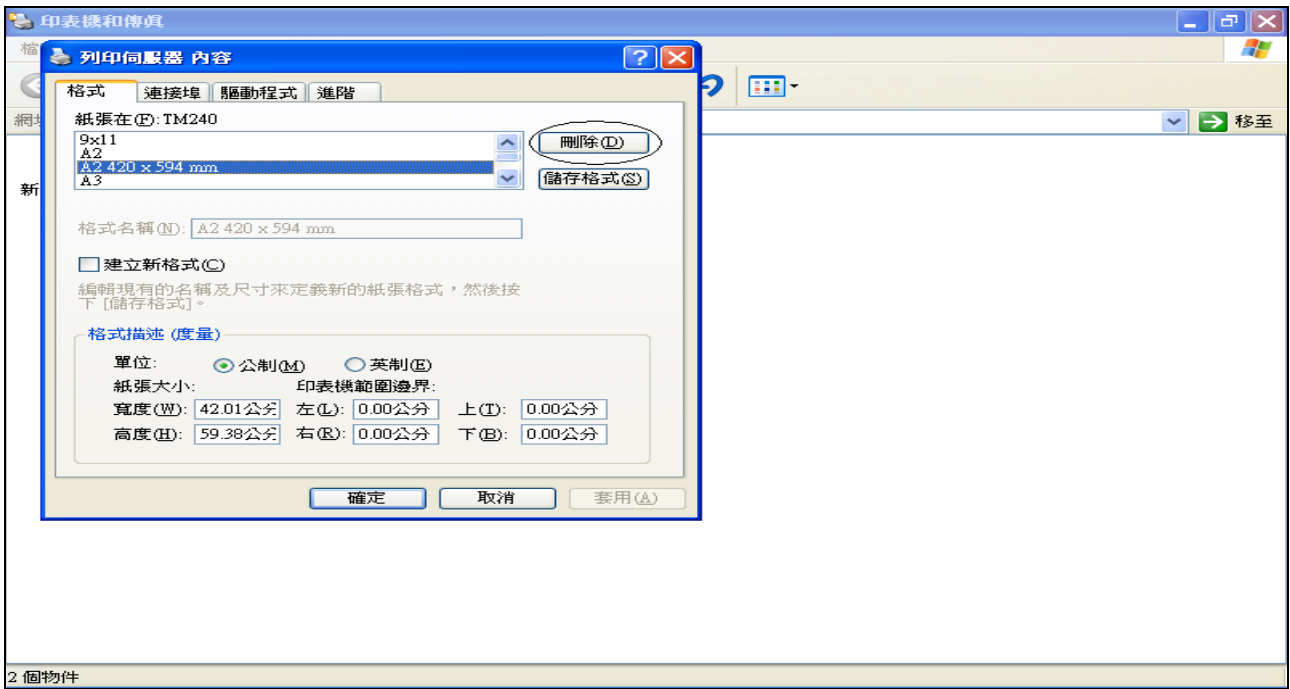 印表機和傳真
檔
列印伺服器 內容
格式 連接埠 驅動程式 進階
網址
移至
紙張在(F): TM240
9x11
A2
A2 420 x 594 mm
A3
刪除(D)
儲存格式(S)
新
格式名稱(N): A2 420 x 594 mm
建立新格式(C)
編輯現有的名稱及尺寸來定義新的紙張格式，然後按
下 [儲存格式]。
格式描述 (度量)
單位: 公制(M) 英制(E)
紙張大小: 印表機範圍邊界:
寬度(W): 42.01公分 左(L): 0.00公分 上(T): 0.00公分
高度(H): 59.38公分 右(R): 0.00公分 下(B): 0.00公分
確定 取消 套用(A)
2 個物件